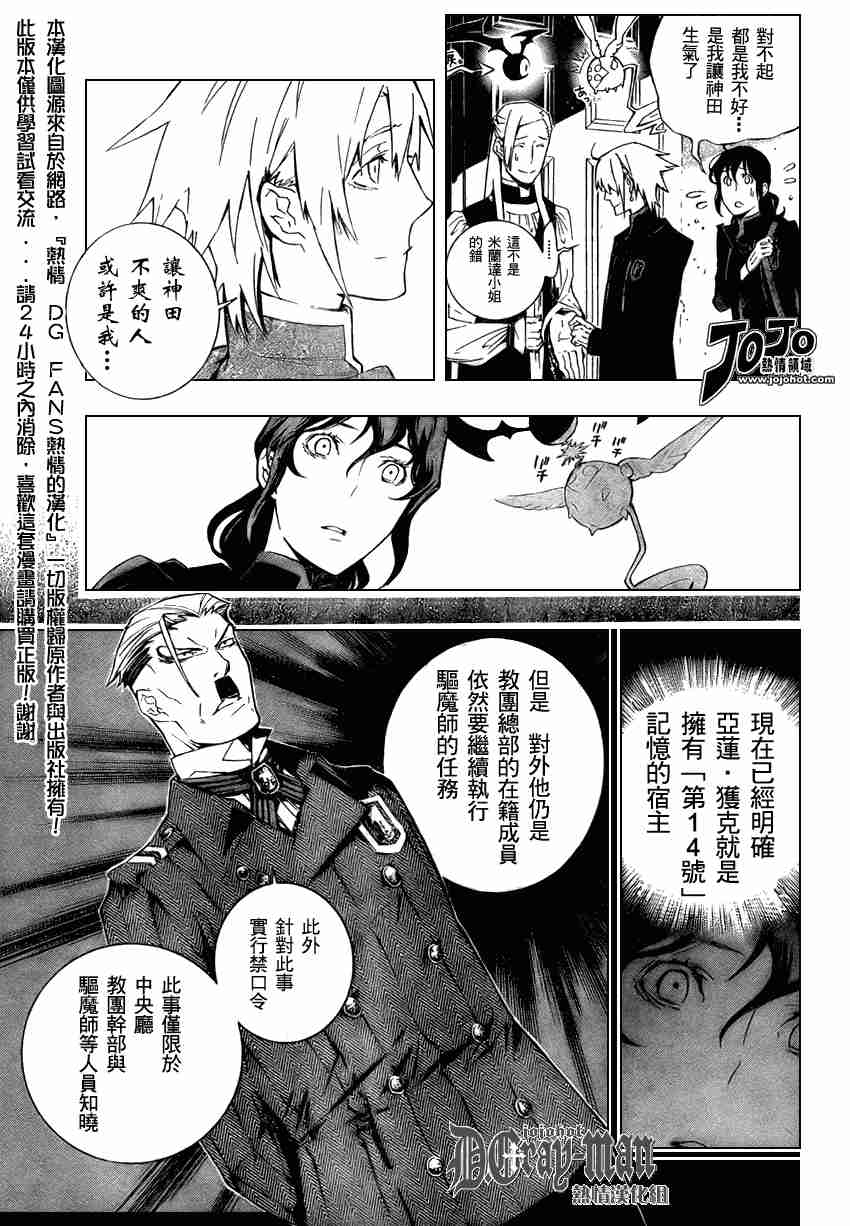 對不起
都是我不好…
是我讓神田
生氣了
あっ
……
這不是
米蘭達小姐
的錯
JOJO
熱情領域
www.jojohot.com
讓神田
不爽的人
或許是我…
ガチ
ガチ
ガチ
現在已經明確
亞蓮．獲克就是
擁有「第14號」
記憶的宿主
但是 對外他仍是
教團總部的在籍成員
依然要繼續執行
驅魔師的任務
此外
針對此事
實行禁口令
此事僅限於
中央廳
教團幹部與
驅魔師等人員知曉
jojohot
D.Gray-Man
熱情漢化組
本漢化圖源來自於網路，『熱情 DG FANS熱情的漢化』一切版權歸原作者與出版社擁有！
此版本僅供學習試看交流...請24小時之內消除，喜歡這套漫畫請購買正版！謝謝